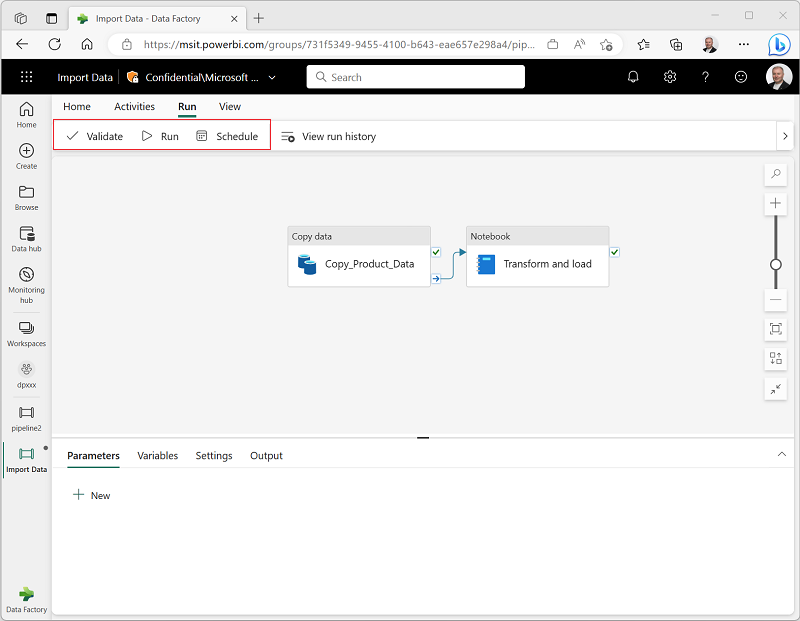 Import Data - Data Factory
https://msit.powerbi.com/groups/731f5349-9455-4100-b643-eae657e298a4/pip...
Import Data
Confidential\Microsoft ...
Search
Home
Activities
Run
View
Validate
Run
Schedule
View run history
Home
Create
Browse
Data hub
Monitoring
hub
Workspaces
dpxxx
pipeline2
Import Data
Data Factory
Copy data
Copy_Product_Data
Notebook
Transform and load
Parameters
Variables
Settings
Output
New